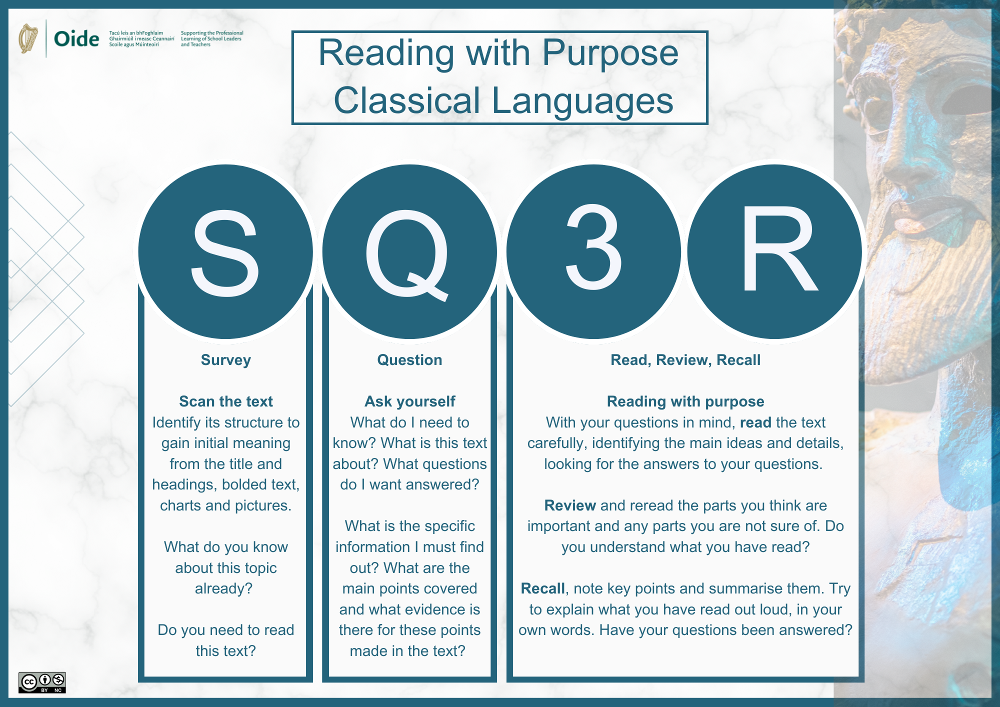 Oide
Tacú leis an bhFoghlaim
Ghairmiúil i measc Ceannairí
Scoile agus Múinteoirí
Supporting the Professional
Learning of School Leaders
and Teachers
Reading with Purpose
Classical Languages
S
Q
3
R
Survey
Scan the text
Identify its structure to
gain initial meaning
from the title and
headings, bolded text,
charts and pictures.
What do you know
about this topic
already?
Do you need to read
this text?
Question
Ask yourself
What do I need to
know? What is this text
about? What questions
do I want answered?
What is the specific
information I must find
out? What are the
main points covered
and what evidence is
there for these points
made in the text?
Read, Review, Recall
Reading with purpose
With your questions in mind, read the text
carefully, identifying the main ideas and details,
looking for the answers to your questions.
Review and reread the parts you think are
important and any parts you are not sure of. Do
you understand what you have read?
Recall, note key points and summarise them. Try
to explain what you have read out loud, in your
own words. Have your questions been answered?
cc
BY NC